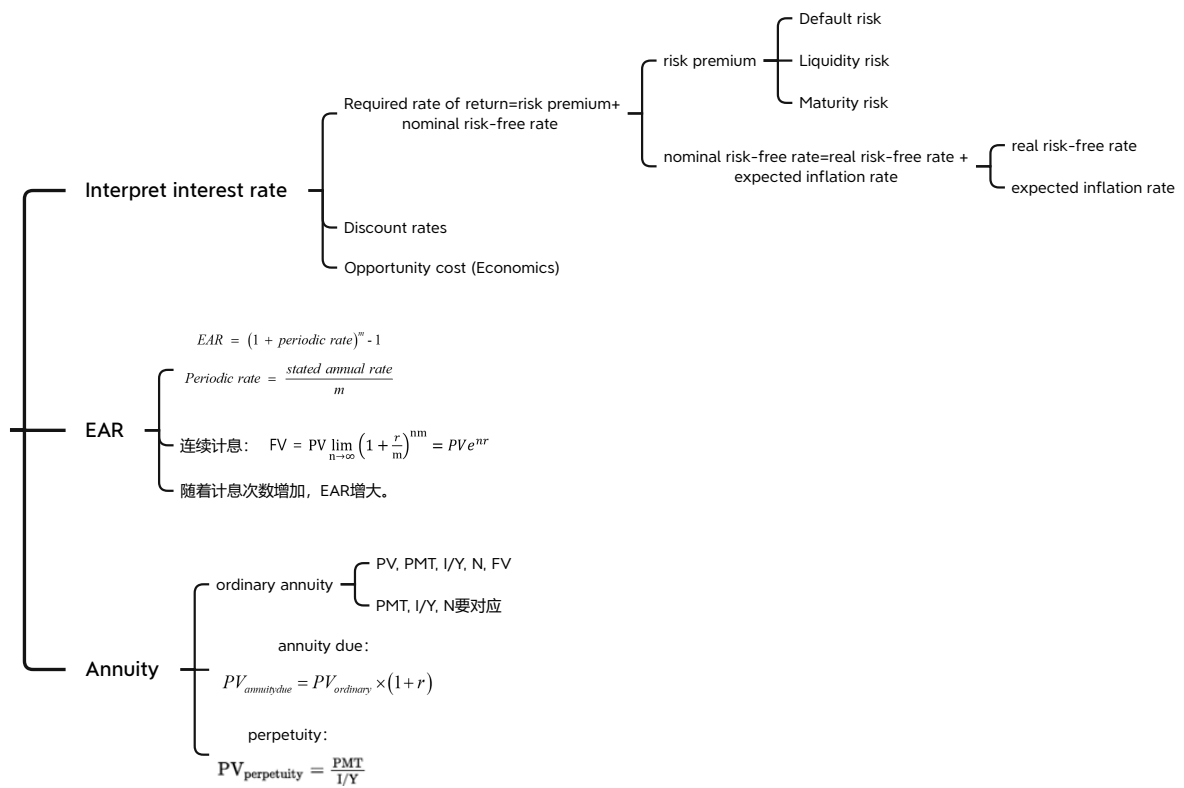 Interpret interest rate
Required rate of return=risk premium+
nominal risk-free rate
risk premium
Default risk
Liquidity risk
Maturity risk
nominal risk-free rate=real risk-free rate +
expected inflation rate
real risk-free rate
expected inflation rate
Discount rates
Opportunity cost (Economics)
EAR
EAR = (1 + periodic rate)^m - 1
Periodic rate = stated annual rate / m
连续计息： FV = PV lim n→∞ (1 + r/m)^nm = PVe^nr
随着计息次数增加，EAR增大。
Annuity
ordinary annuity
PV, PMT, I/Y, N, FV
PMT, I/Y, N要对应
annuity due：
PV_annuitydue = PV_ordinary ×(1+r)
perpetuity：
PV_perpetuity = PMT / I/Y